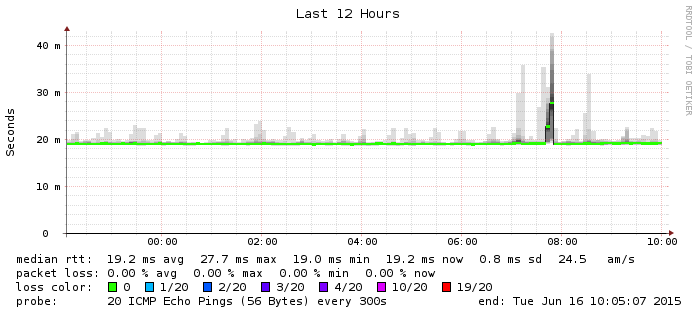 Last 12 Hours
RRDTOOL / TOBI OETIKER
Seconds
40 m
30 m
20 m
10 m
0
00:00 02:00 04:00 06:00 08:00 10:00
median rtt: 19.2 ms avg 27.7 ms max 19.0 ms min 19.2 ms now 0.8 ms sd 24.5 am/s
packet loss: 0.00 % avg 0.00 % max 0.00 % min 0.00 % now
loss color: 0 1/20 2/20 3/20 4/20 10/20 19/20
probe: 20 ICMP Echo Pings (56 Bytes) every 300s end: Tue Jun 16 10:05:07 2015